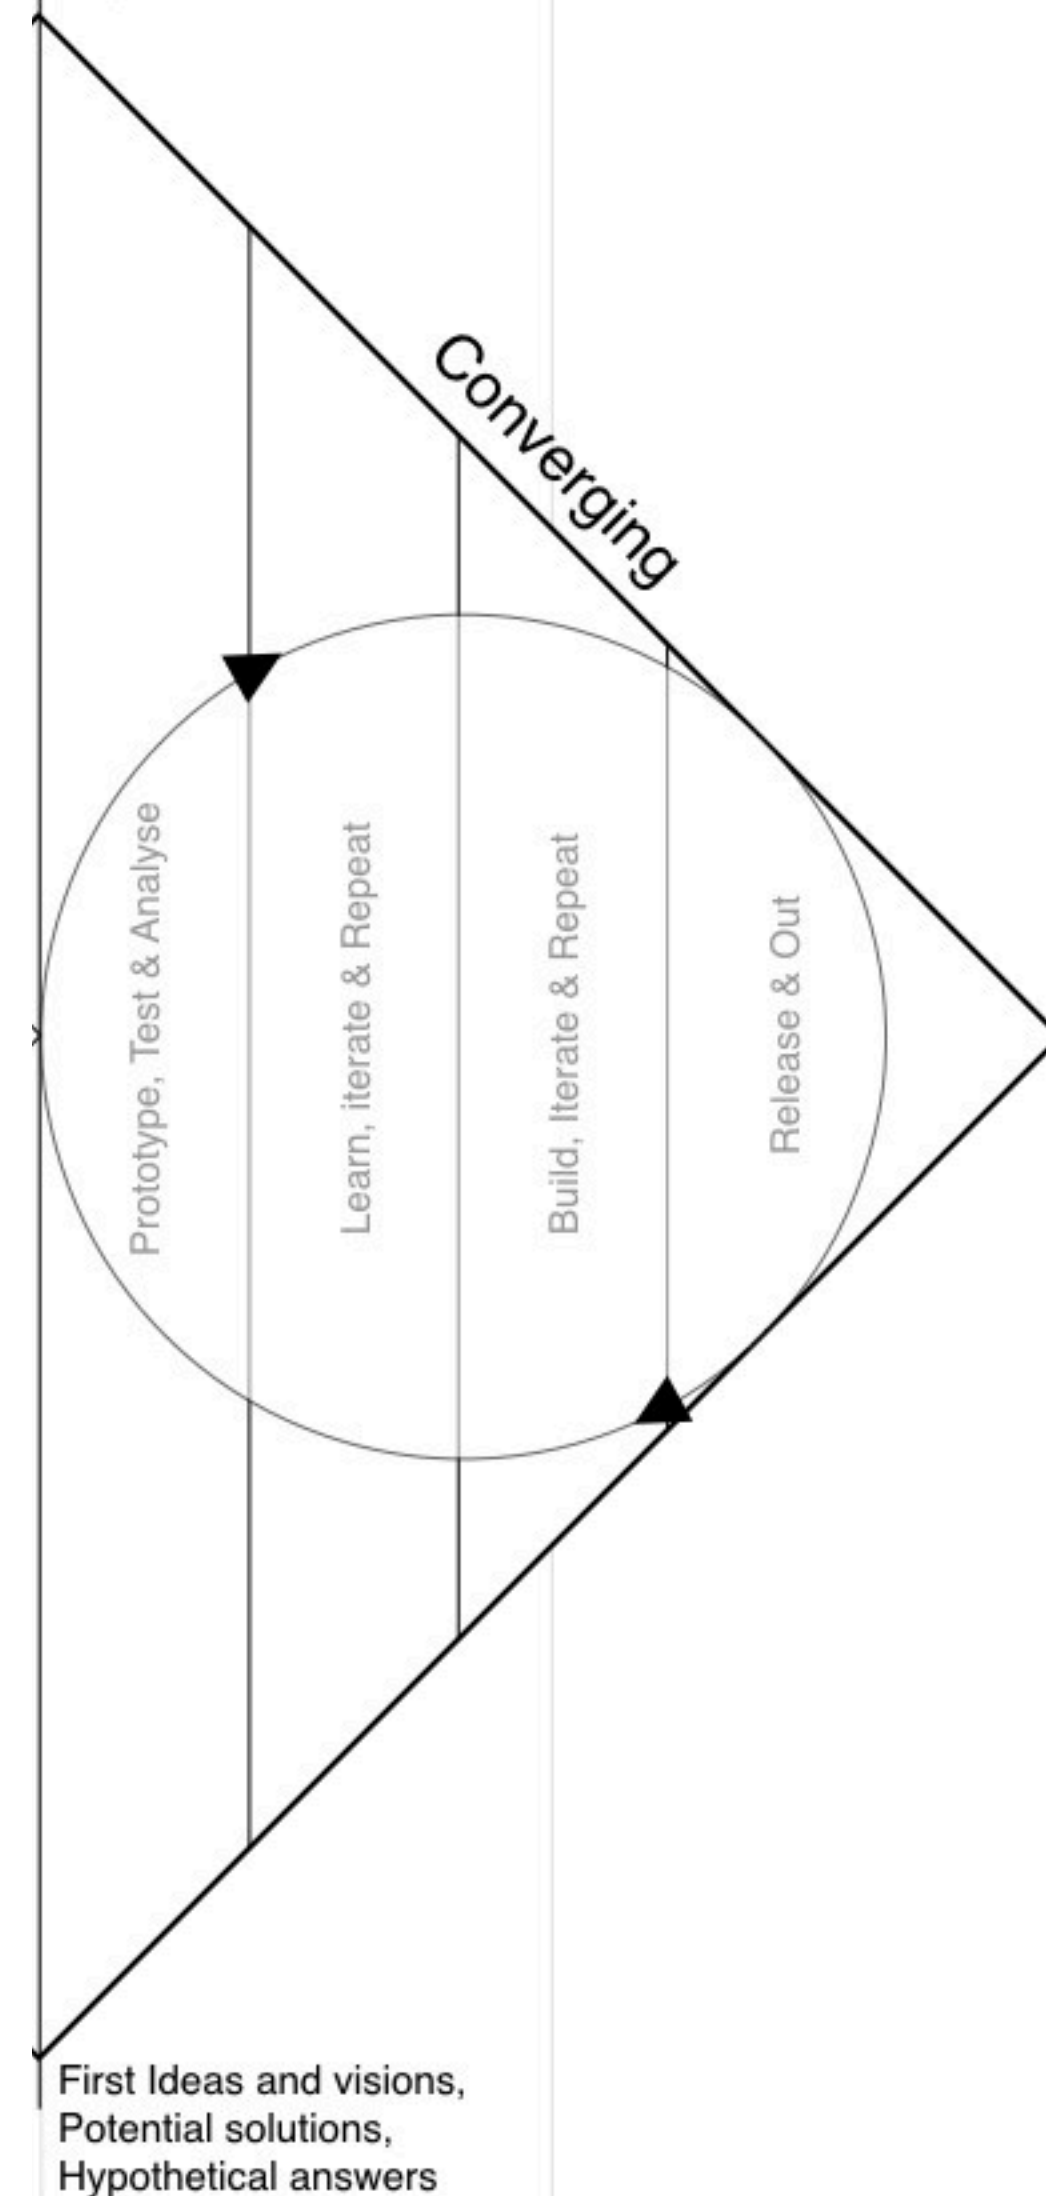 Converging
Prototype, Test & Analyse
Learn, iterate & Repeat
Build, Iterate & Repeat
Release & Out
First Ideas and visions,
Potential solutions,
Hypothetical answers